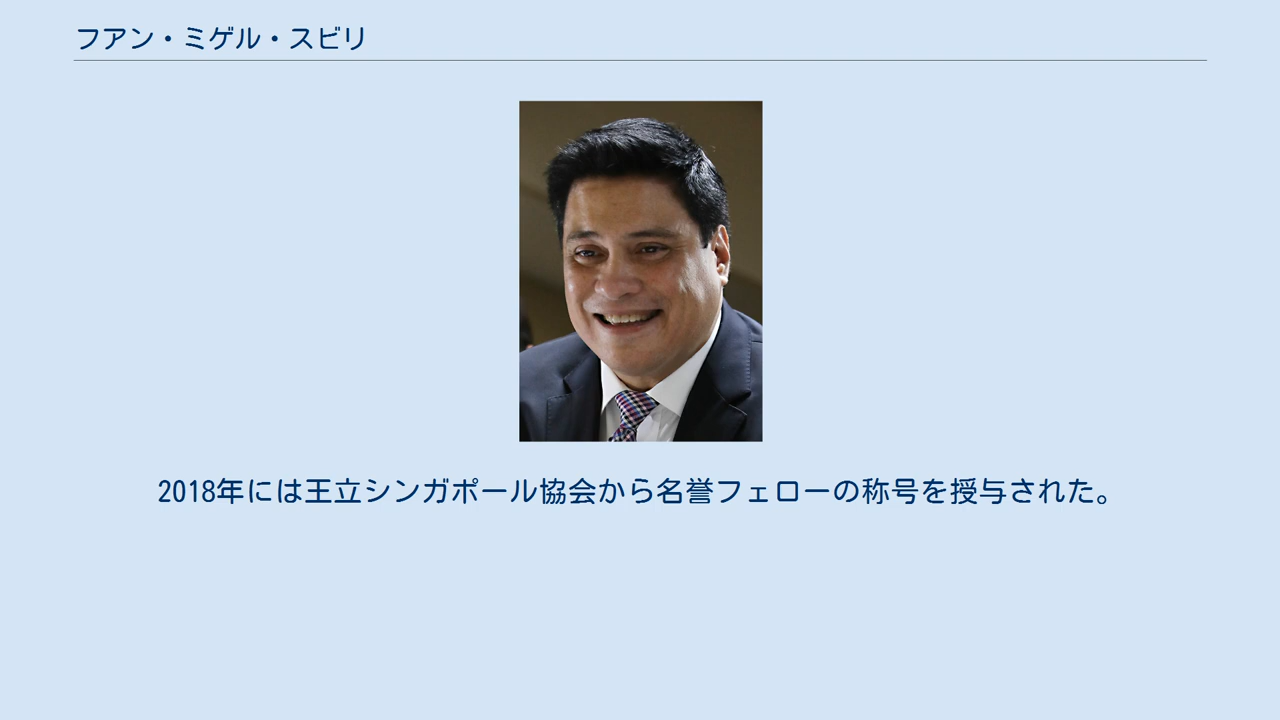 フアン・ミゲル・スビリ
2018年には王立シンガポール協会から名誉フェローの称号を授与された。